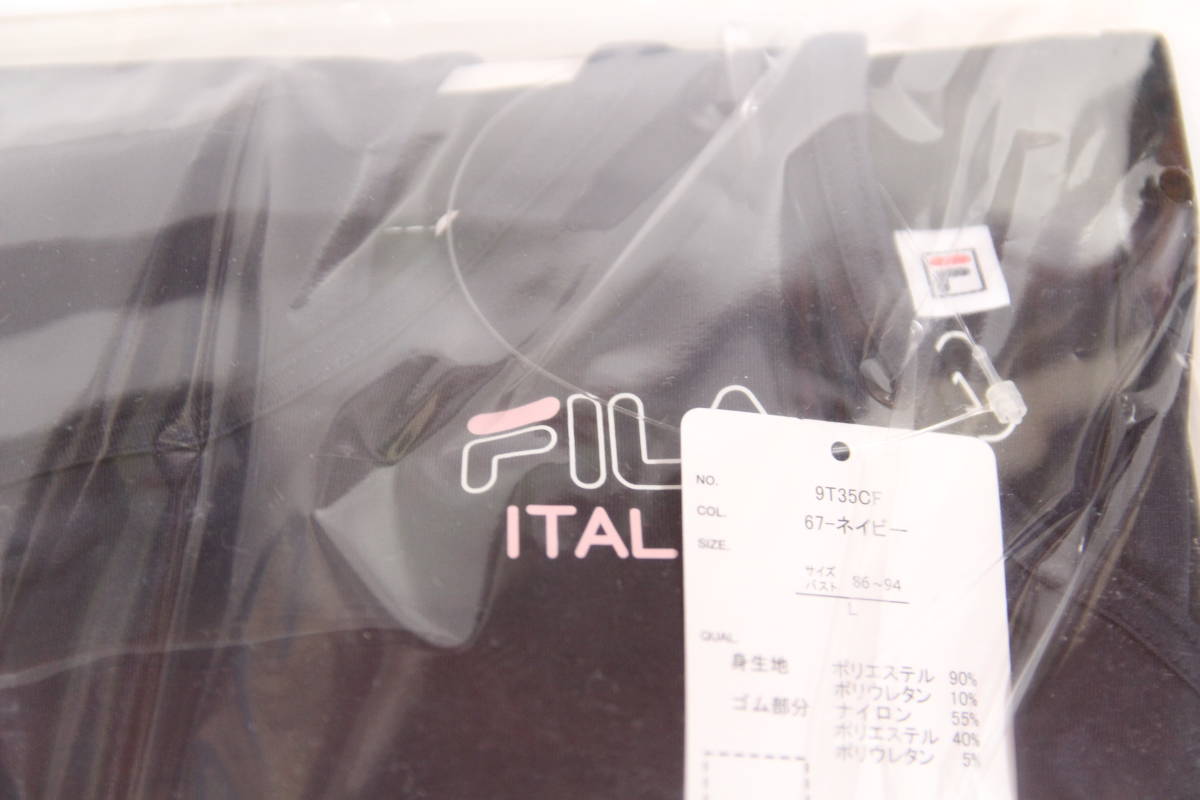 F
FILA
ITAL
NO. 9T35CF
COL. 67-ネイビー
SIZE.
サイズ
バスト 86~94
L
QUAL.
身生地 ポリエステル 90%
ポリウレタン 10%
ゴム部分 ナイロン 55%
ポリエステル 40%
ポリウレタン 5%